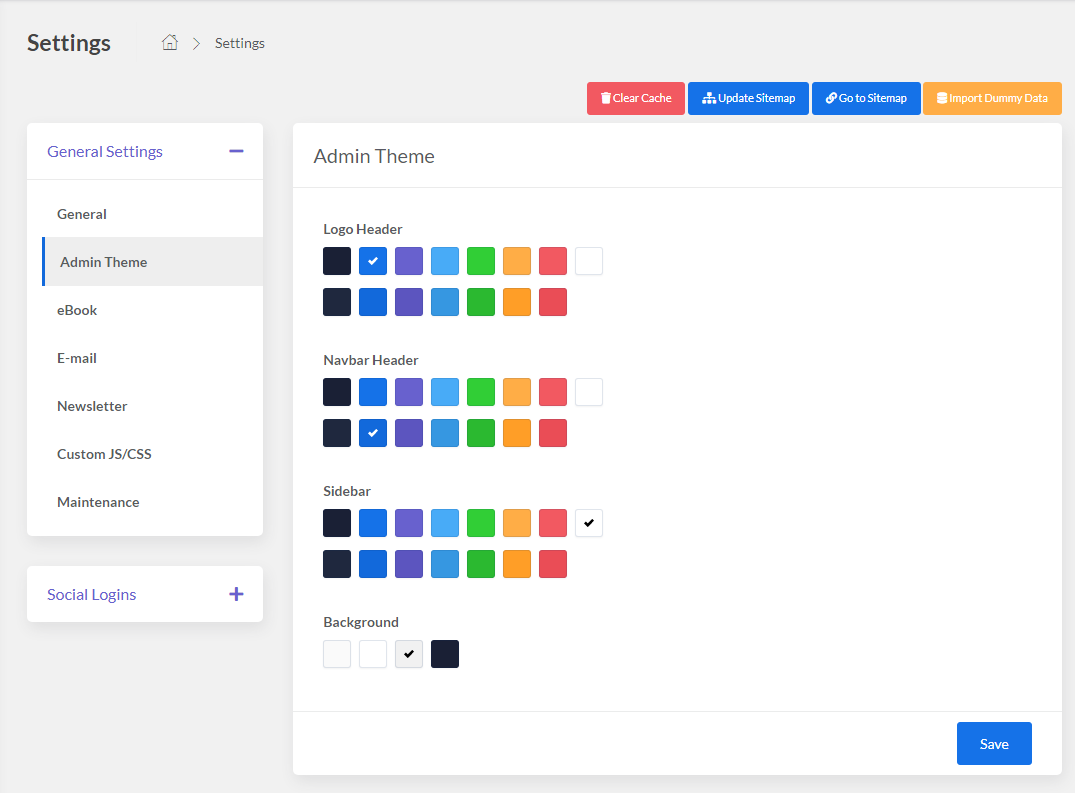 Settings
Settings
Clear Cache
Update Sitemap
Go to Sitemap
Import Dummy Data
General Settings
General
Admin Theme
eBook
E-mail
Newsletter
Custom JS/CSS
Maintenance
Social Logins
Admin Theme
Logo Header
Navbar Header
Sidebar
Background
Save